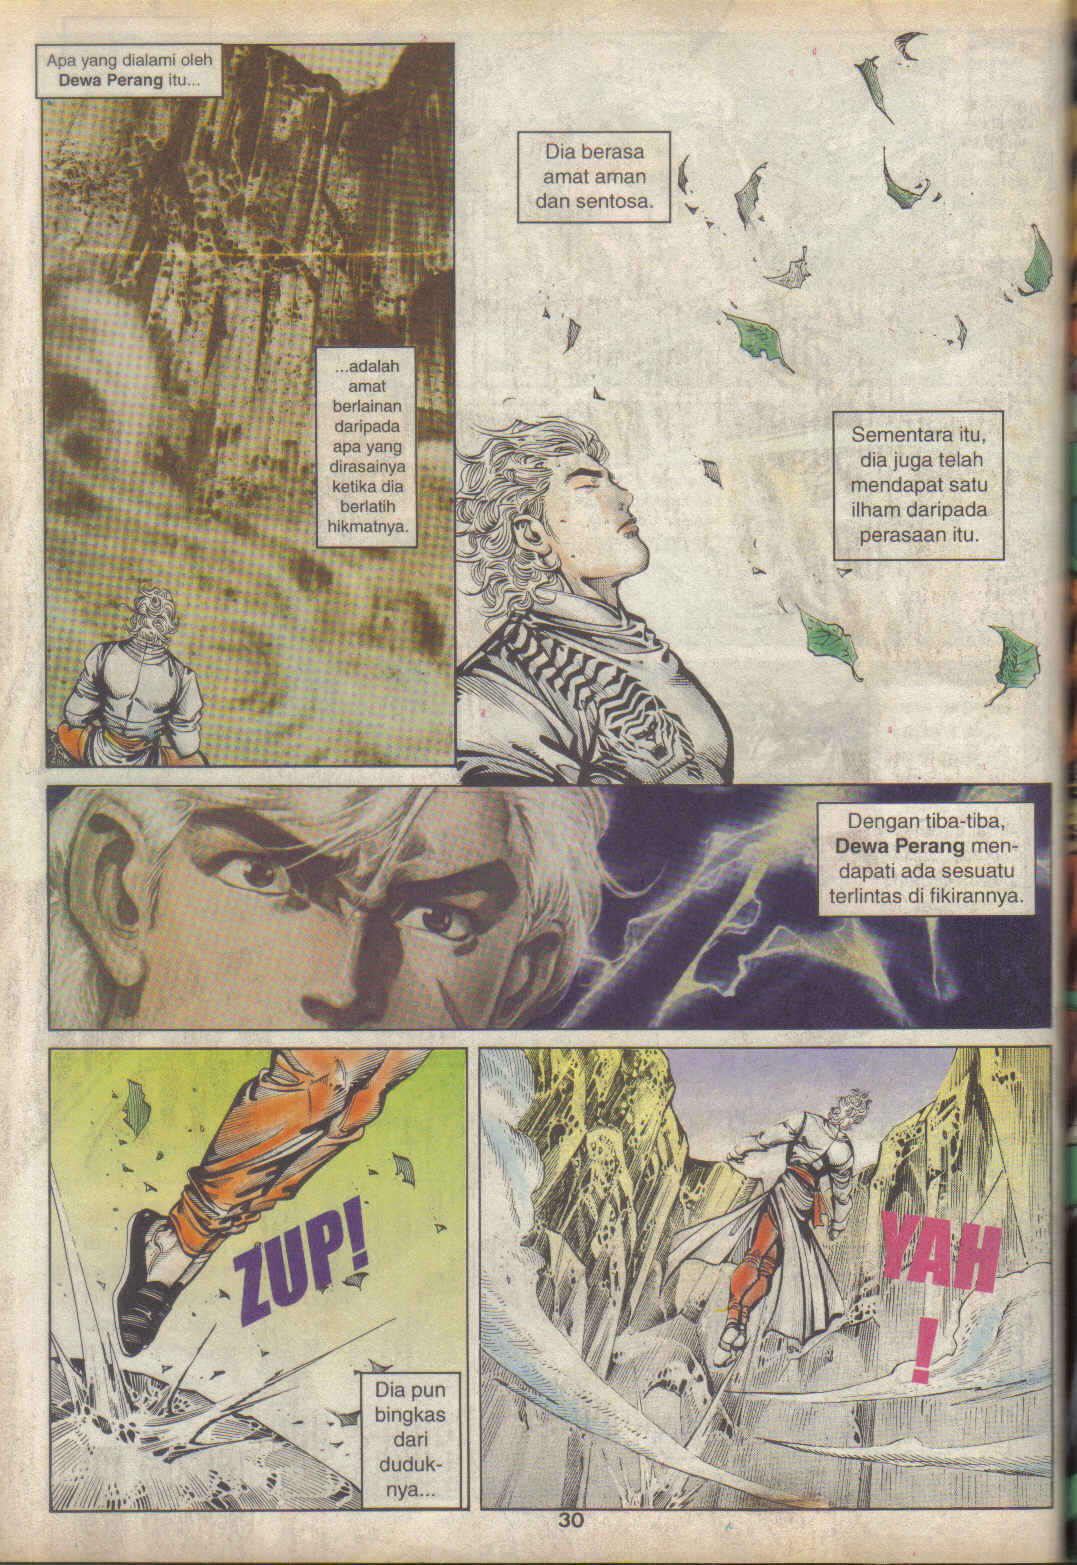 Apa yang dialami oleh
Dewa Perang itu...
...adalah
amat
berlainan
daripada
apa yang
dirasainya
ketika dia
berlatih
hikmatnya.
Dia berasa
amat aman
dan sentosa.
Sementara itu,
dia juga telah
mendapat satu
ilham daripada
perasaan itu.
Dengan tiba-tiba,
Dewa Perang men-
dapati ada sesuatu
terlintas di fikirannya.
ZUP!
Dia pun
bingkas
dari
duduk-
nya...
YAH
!
30